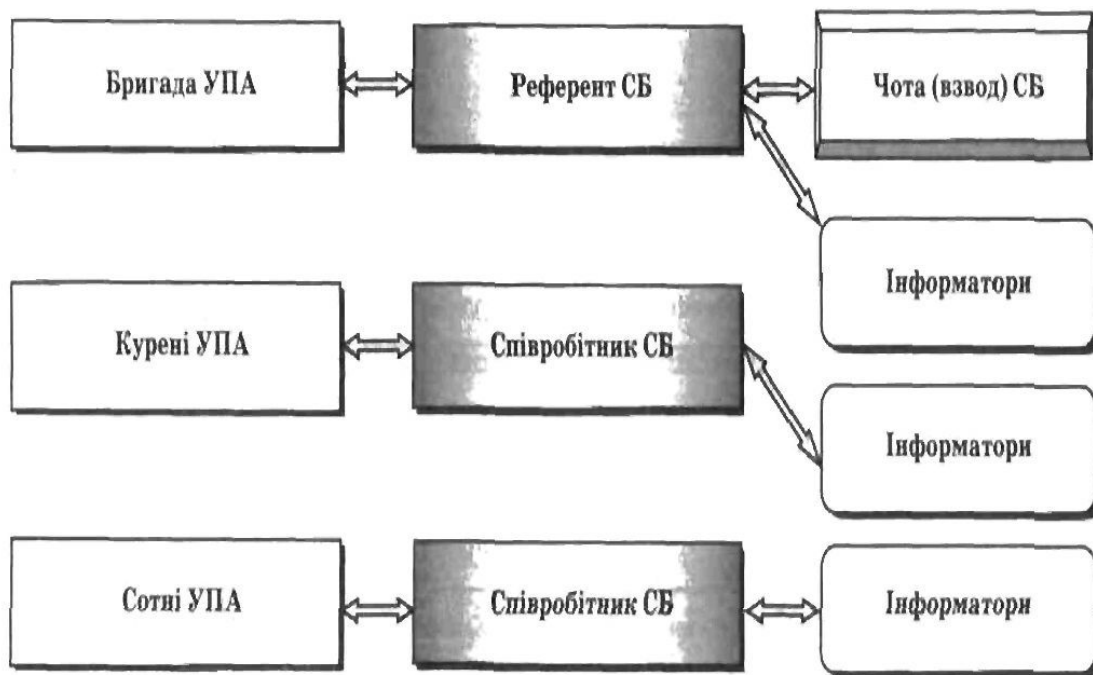 Бригада УПА
Референт СБ
Чота (взвод) СБ
Інформатори
Курені УПА
Співробітник СБ
Інформатори
Сотні УПА
Співробітник СБ
Інформатори